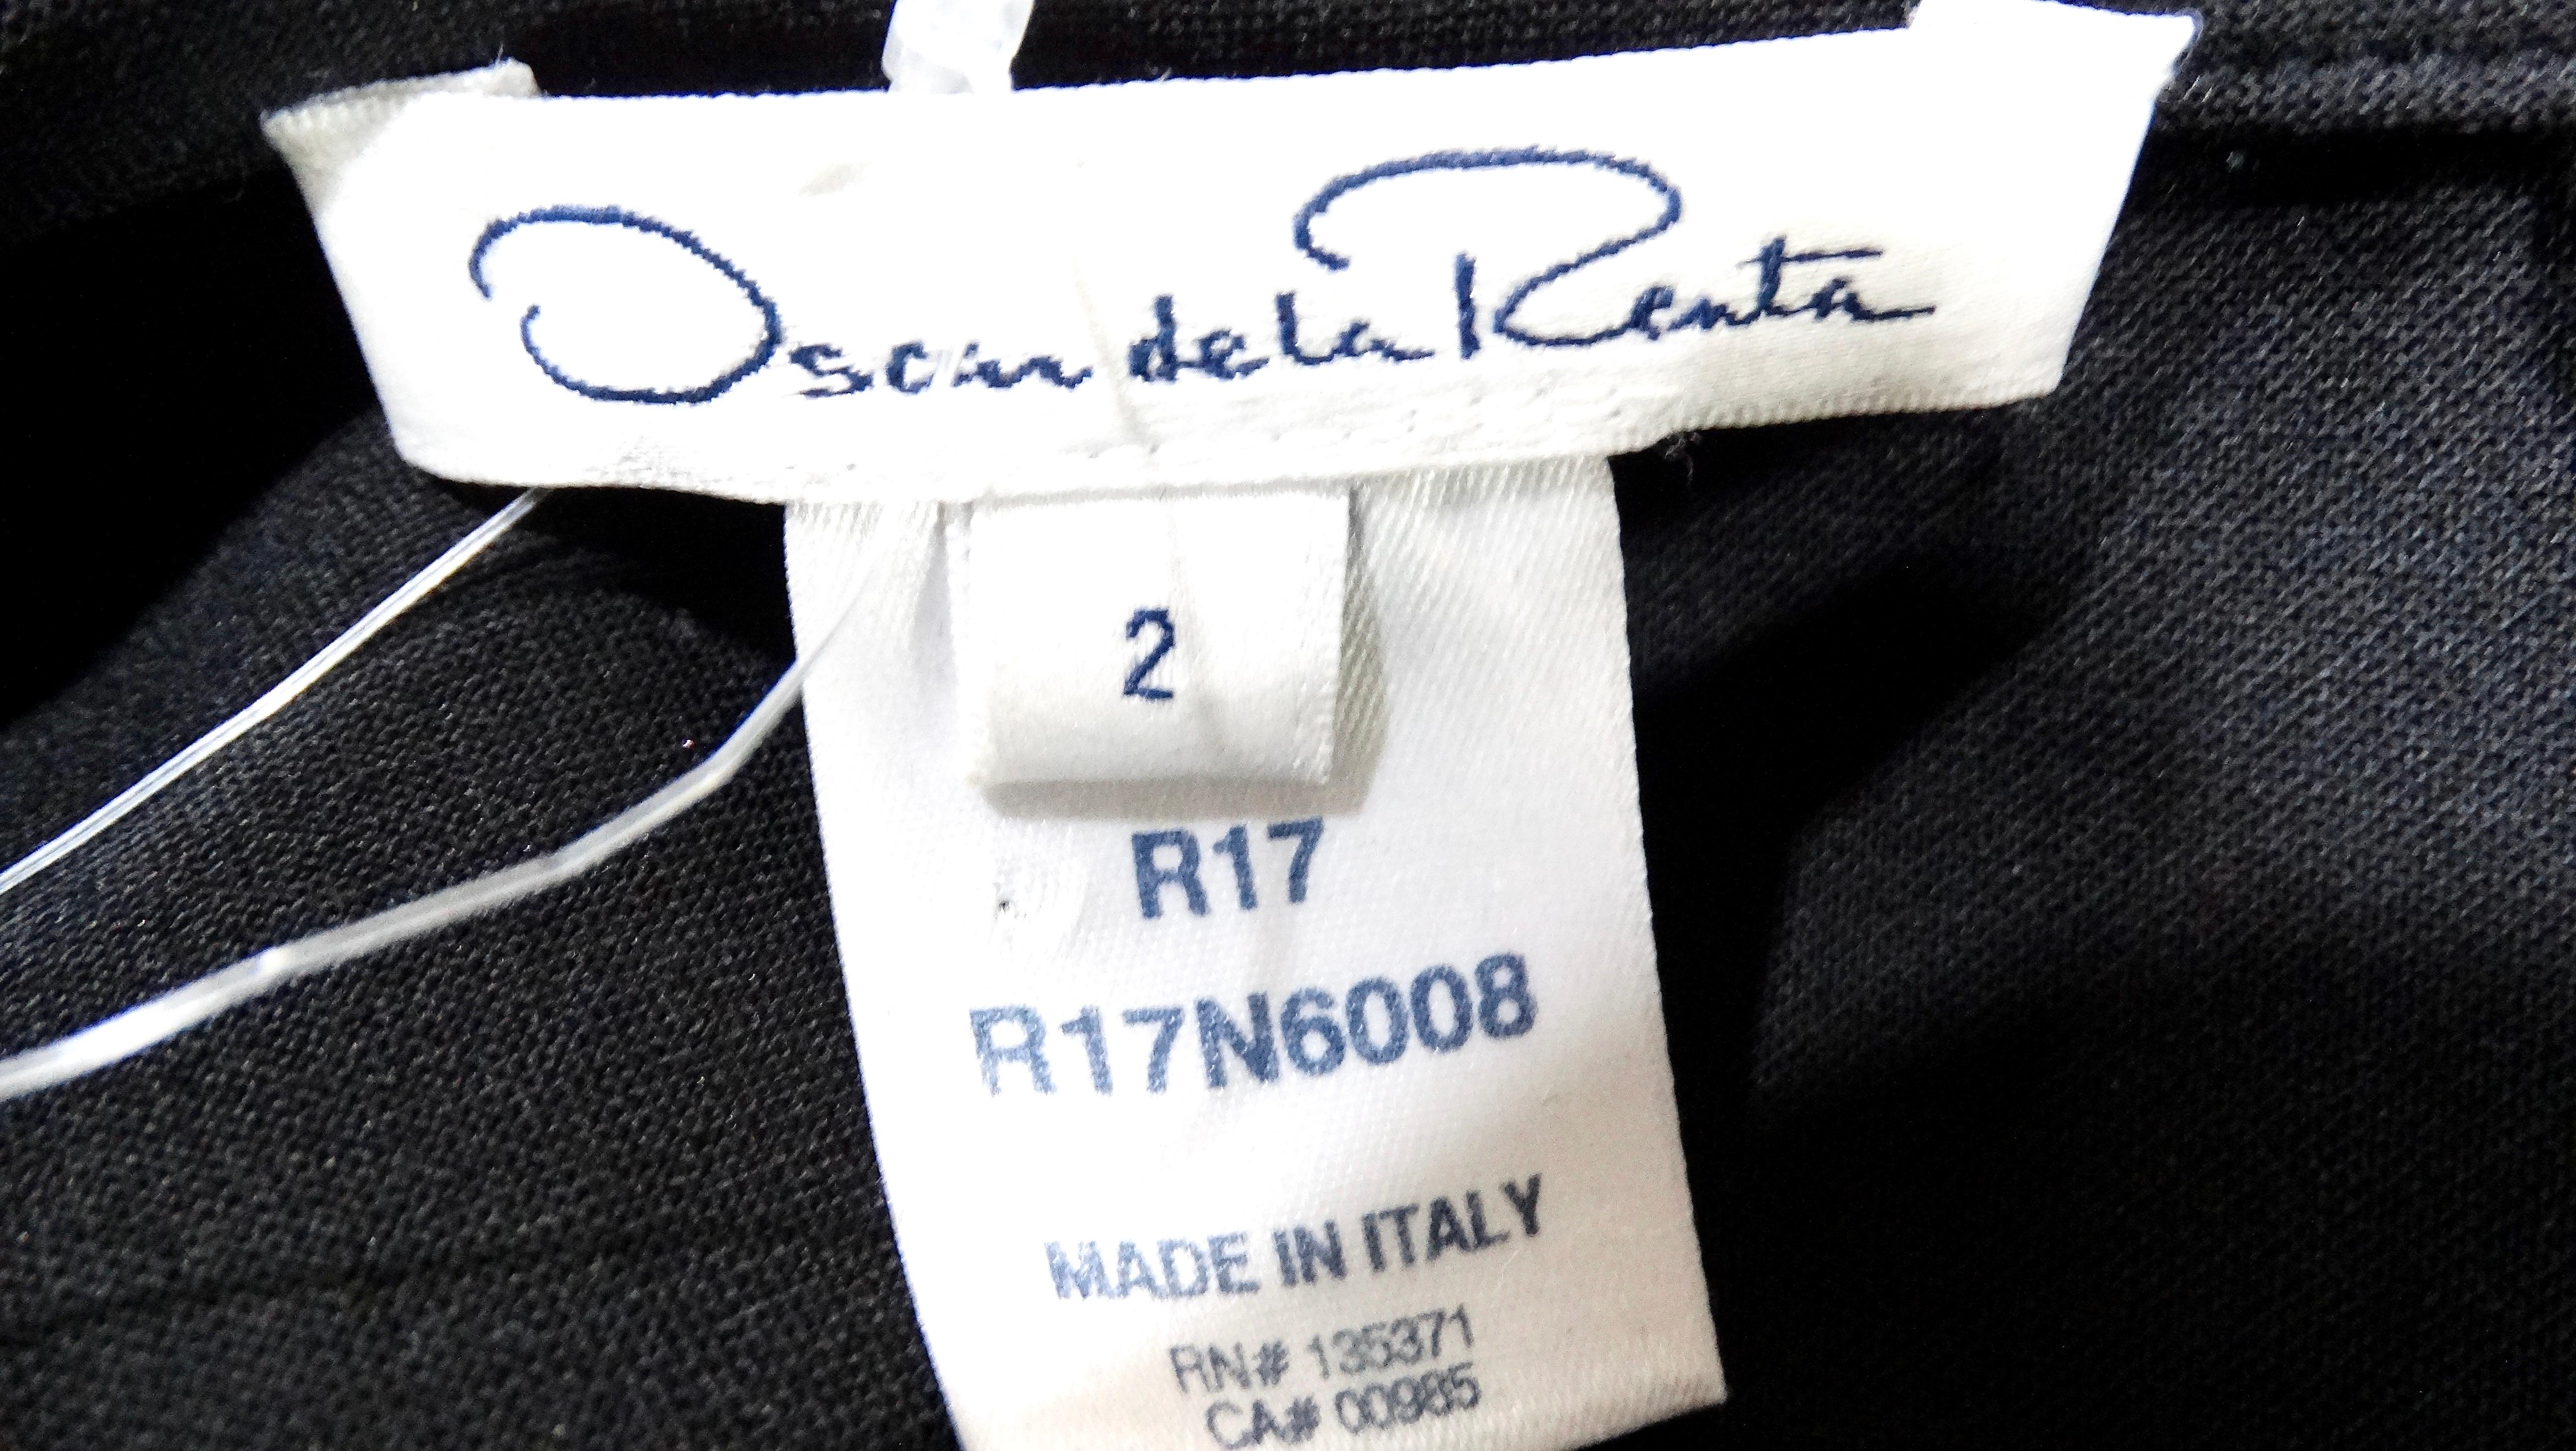 Oscar de la Renta
2
R17
R17N6008
MADE IN ITALY
RN# 135371
CA# 00985